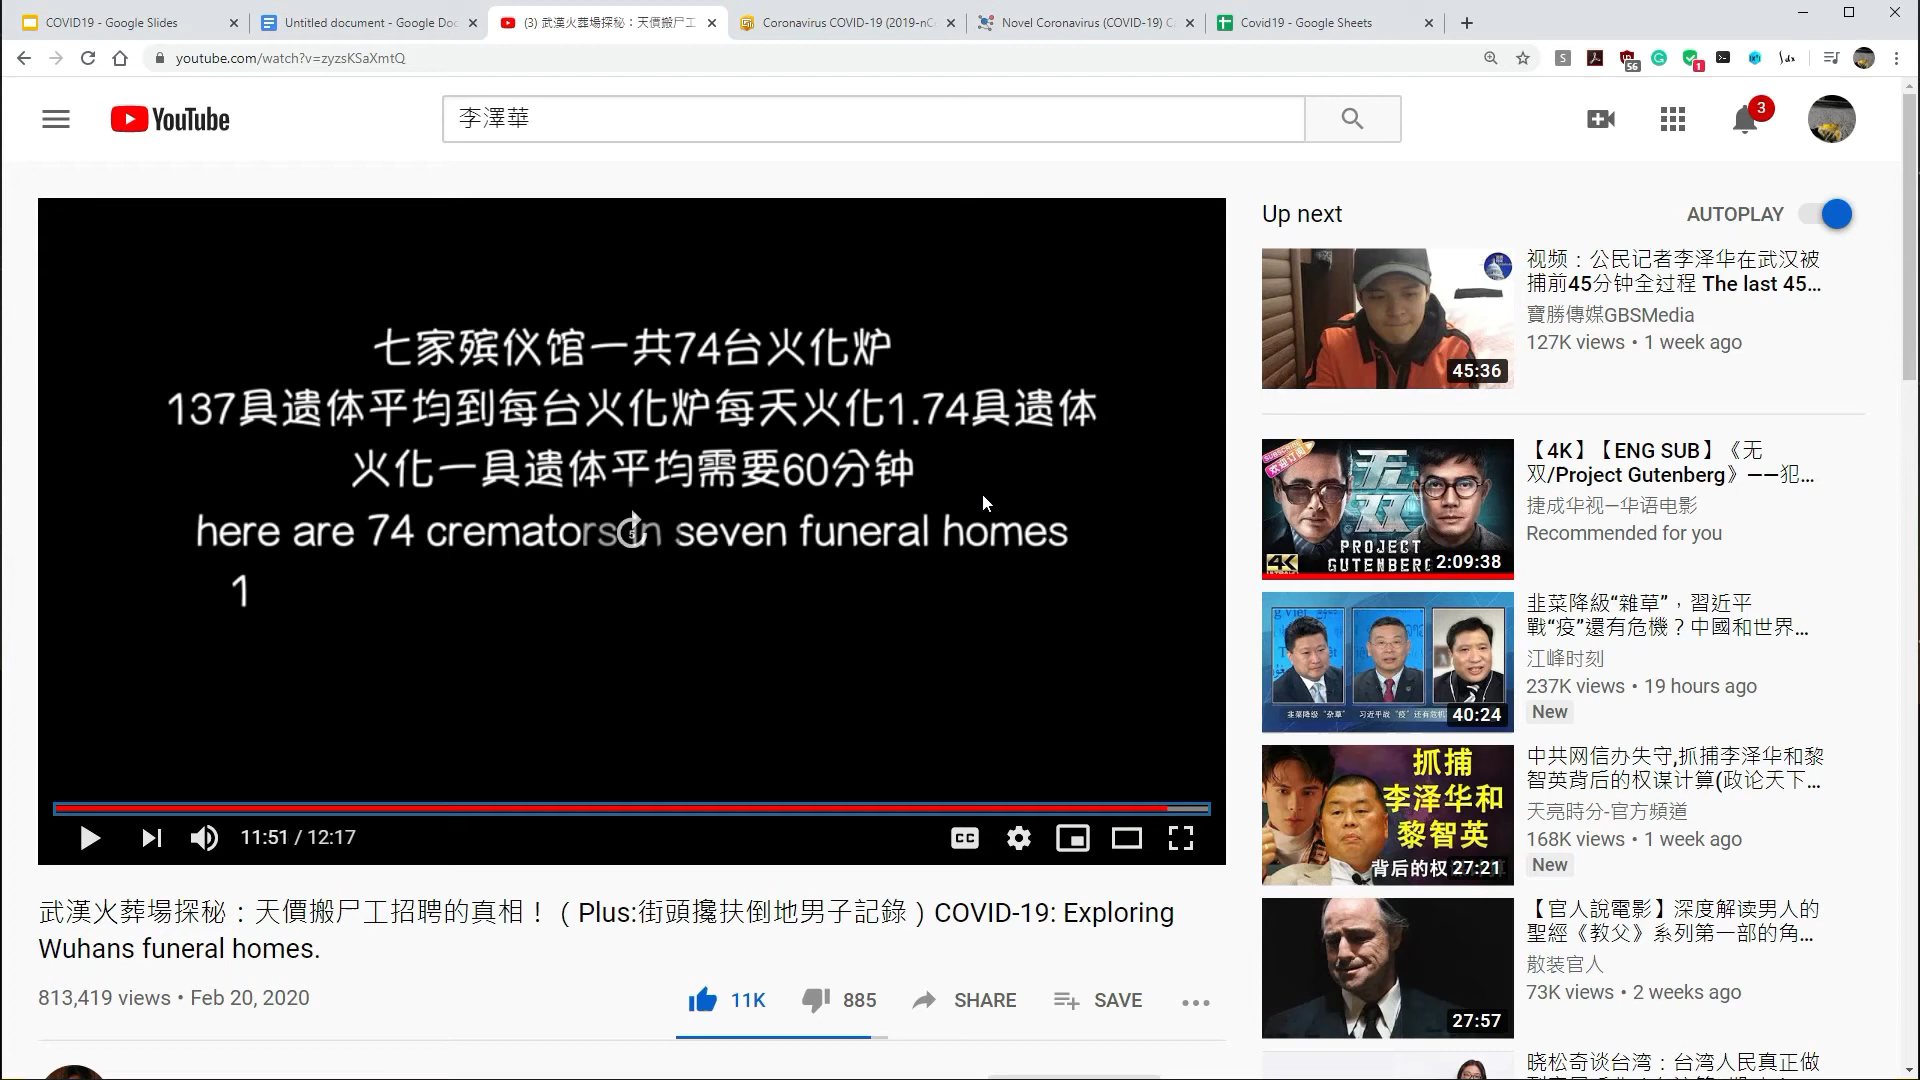 COVID19 - Google Slides
Untitled document - Google Doc
(3) 武漢火葬場探秘：天價搬尸工
Coronavirus COVID-19 (2019-nC
Novel Coronavirus (COVID-19) C
Covid19 - Google Sheets
youtube.com/watch?v=zyzsKSaXmtQ
56
1
YouTube
李澤華
3
七家殡仪馆一共74台火化炉
137具遗体平均到每台火化炉每天火化1.74具遗体
火化一具遗体平均需要60分钟
here are 74 cremators in seven funeral homes
1
5
11:51 / 12:17
CC
武漢火葬場探秘：天價搬尸工招聘的真相！（Plus:街頭攙扶倒地男子記錄）COVID-19: Exploring
Wuhans funeral homes.
813,419 views • Feb 20, 2020
11K
885
SHARE
SAVE
Up next
AUTOPLAY
45:36
视频：公民记者李泽华在武汉被
捕前45分钟全过程 The last 45...
寶勝傳媒GBSMedia
127K views • 1 week ago
欢迎订阅
无双
PROJECT
GUTENBERG
4K
2:09:38
【4K】【ENG SUB】《无
双/Project Gutenberg》——犯...
捷成华视—华语电影
Recommended for you
40:24
韭菜降級“雜草”，習近平
戰“疫”還有危機？中國和世界...
江峰时刻
237K views • 19 hours ago
New
抓捕
李泽华和
黎智英
背后的权
27:21
中共网信办失守,抓捕李泽华和黎
智英背后的权谋计算(政论天下...
天亮時分-官方頻道
168K views • 1 week ago
New
27:57
【官人說電影】深度解读男人的
聖經《教父》系列第一部的角...
散装官人
73K views • 2 weeks ago
晓松奇谈台湾：台湾人民真正做